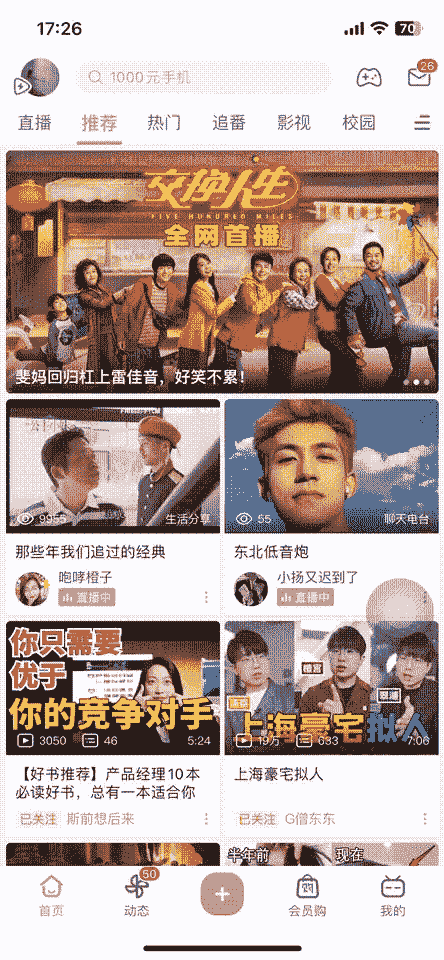 17:26
70
1000元手机
26
直播 推荐 热门 追番 影视 校园
交换人生
FIVE HUNDRED MILES
全网首播
斐妈回归杠上雷佳音，好笑不累！
9955 生活分享
那些年我们追过的经典
咆哮橙子
直播中
55 聊天电台
东北低音炮
小扬又迟到了
直播中
你只需要
优于
你的竞争对手
3050 46 5:24
【好书推荐】产品经理10本
必读好书，总有一本适合你
已关注 斯前想后来
上海豪宅拟人
19万 633 7:06
上海豪宅拟人
已关注 G僧东东
半年前 现在
首页
50
动态
会员购
我的